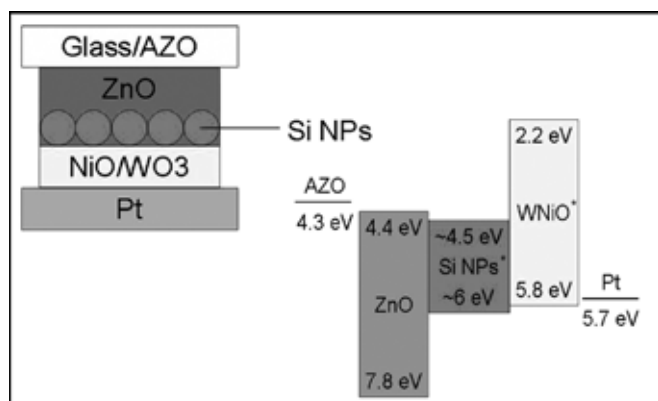 Glass/AZO
ZnO
Si NPs
NiO/WO3
Pt
AZO
4.3 eV
4.4 eV
ZnO
7.8 eV
~4.5 eV
Si NPs*
~6 eV
2.2 eV
WNiO*
5.8 eV
Pt
5.7 eV